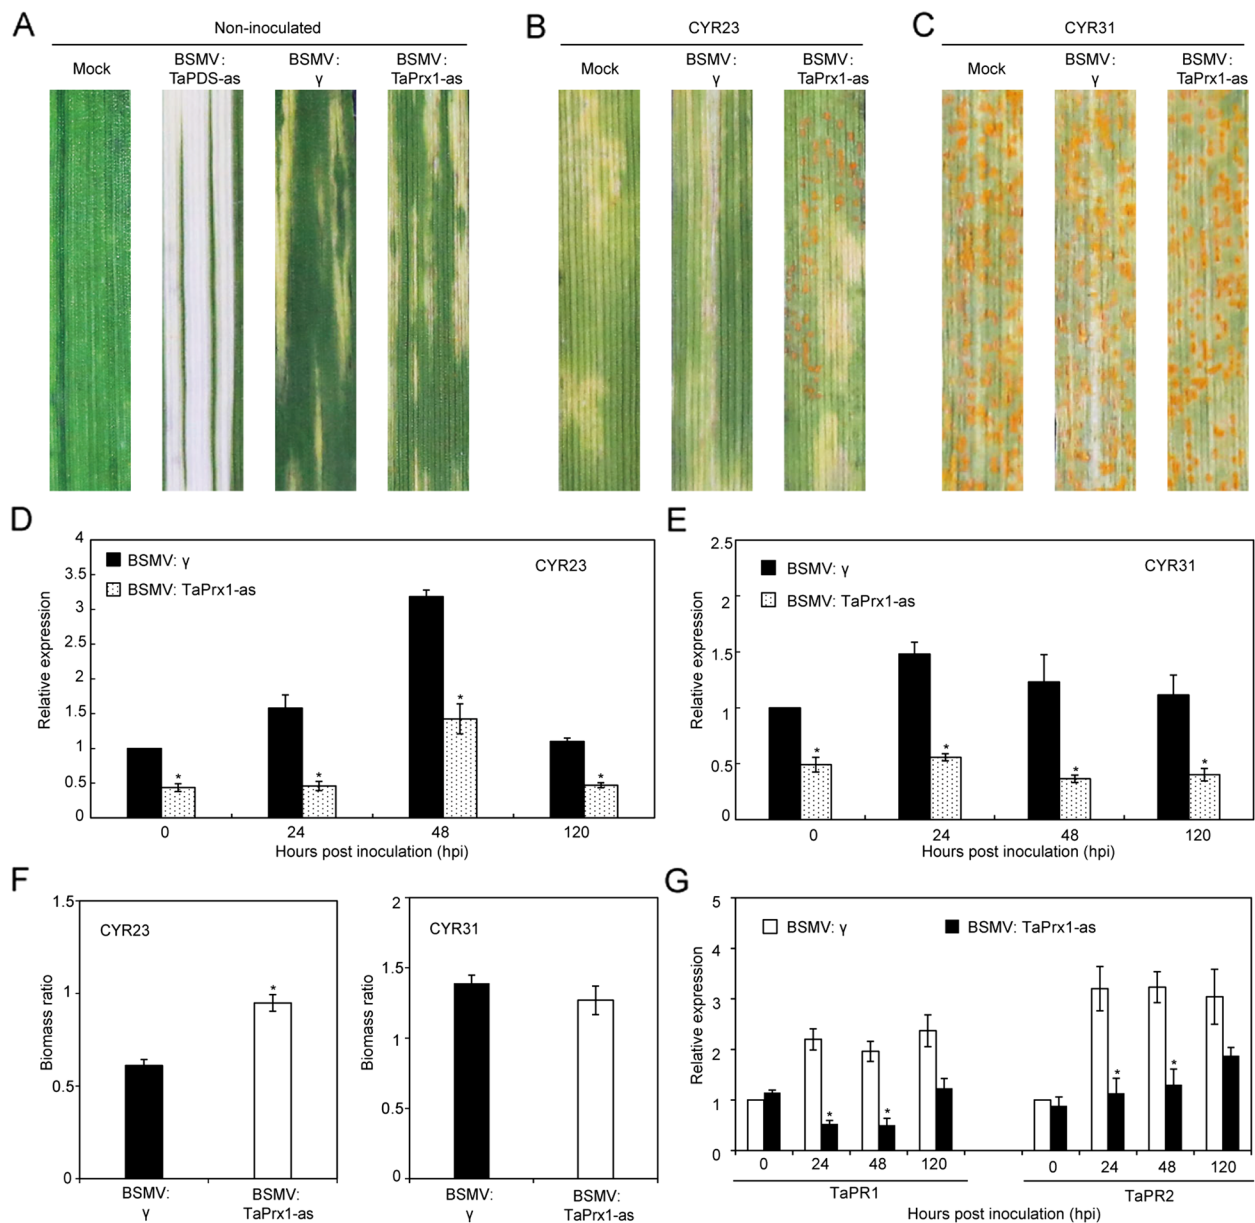 A
Non-inoculated
Mock
BSMV:
TaPDS-as
BSMV:
γ
BSMV:
TaPrx1-as
B
CYR23
Mock
BSMV:
γ
BSMV:
TaPrx1-as
C
CYR31
Mock
BSMV:
γ
BSMV:
TaPrx1-as
D
Relative expression
4
3.5
3
2.5
2
1.5
1
0.5
0
BSMV: γ
BSMV: TaPrx1-as
CYR23
*
*
*
*
0 24 48 120
Hours post inoculation (hpi)
E
Relative expression
2.5
2
1.5
1
0.5
0
BSMV: γ
BSMV: TaPrx1-as
CYR31
*
*
*
*
0 24 48 120
Hours post inoculation (hpi)
F
Biomass ratio
1.5
1
0.5
0
CYR23
*
BSMV:
γ
BSMV:
TaPrx1-as
Biomass ratio
2
1.5
1
0.5
0
CYR31
BSMV:
γ
BSMV:
TaPrx1-as
G
Relative expression
5
4
3
2
1
0
BSMV: γ
BSMV: TaPrx1-as
*
*
*
*
0 24 48 120 0 24 48 120
TaPR1 TaPR2
Hours post inoculation (hpi)